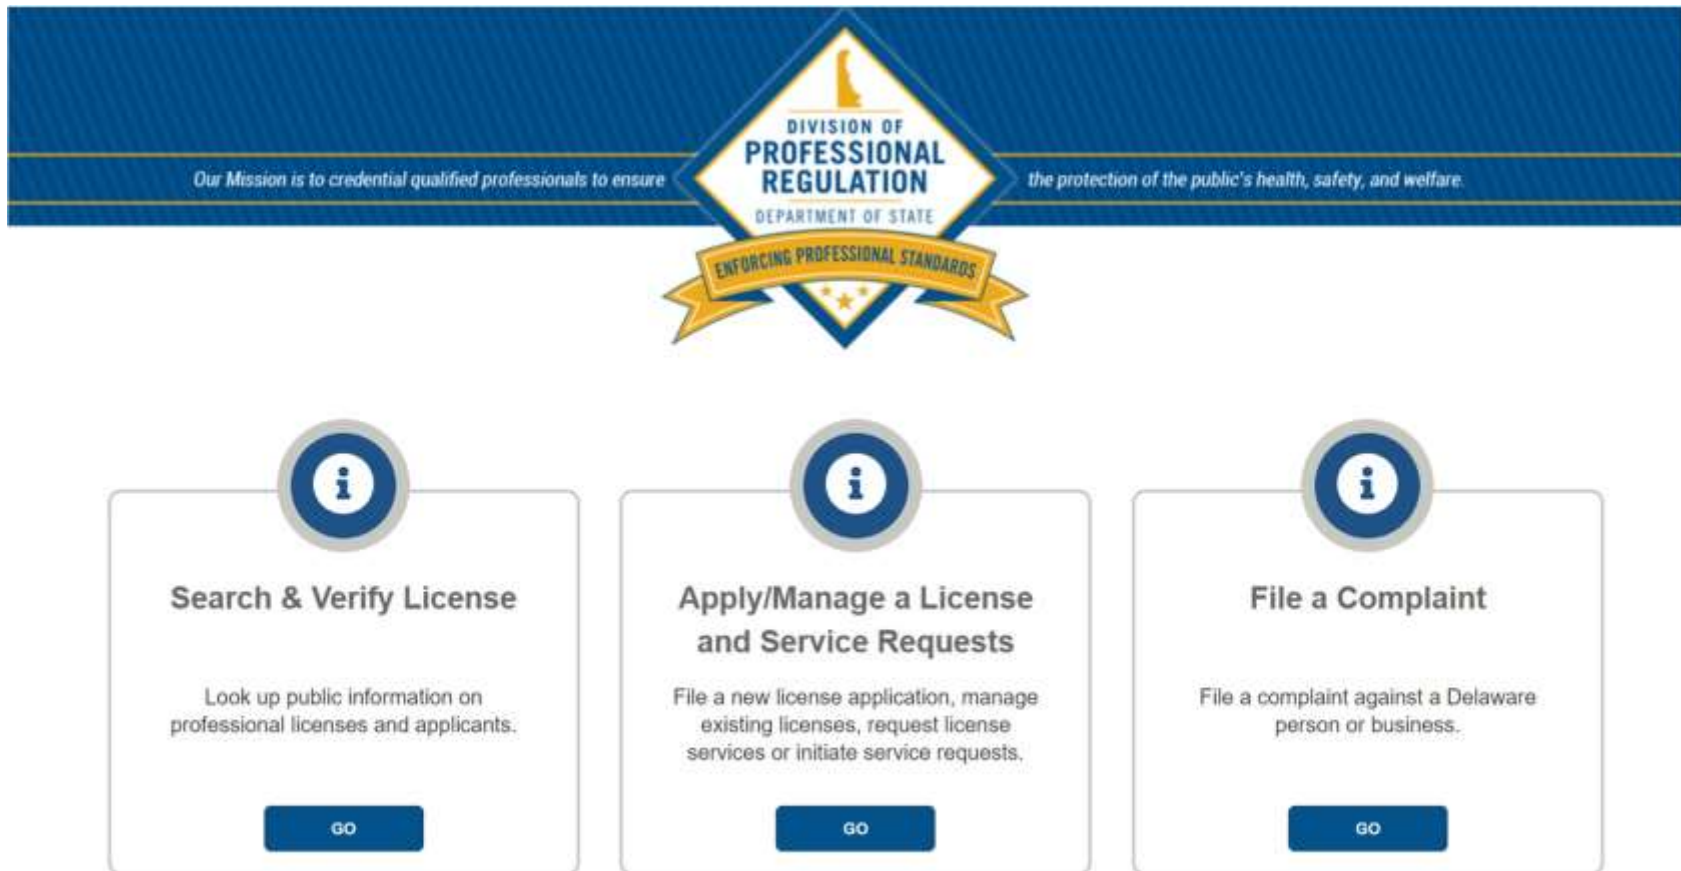 Our Mission is to credential qualified professionals to ensure
the protection of the public's health, safety, and welfare.
DIVISION OF
PROFESSIONAL
REGULATION
DEPARTMENT OF STATE
ENFORCING PROFESSIONAL STANDARDS
Search & Verify License
Look up public information on
professional licenses and applicants.
GO
Apply/Manage a License
and Service Requests
File a new license application, manage
existing licenses, request license
services or initiate service requests.
GO
File a Complaint
File a complaint against a Delaware
person or business.
GO